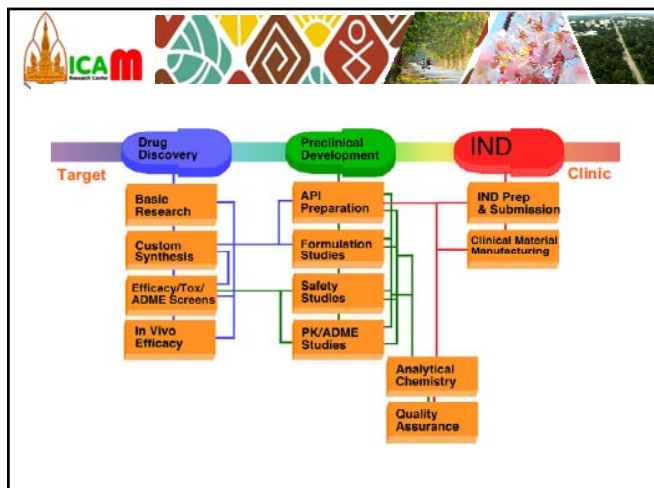 ICAM
Research Center
Drug
Discovery
Preclinical
Development
IND
Target
Clinic
Basic
Research
API
Preparation
IND Prep
& Submission
Custom
Synthesis
Formulation
Studies
Clinical Material
Manufacturing
Efficacy/Tox/
ADME Screens
Safety
Studies
In Vivo
Efficacy
PK/ADME
Studies
Analytical
Chemistry
Quality
Assurance